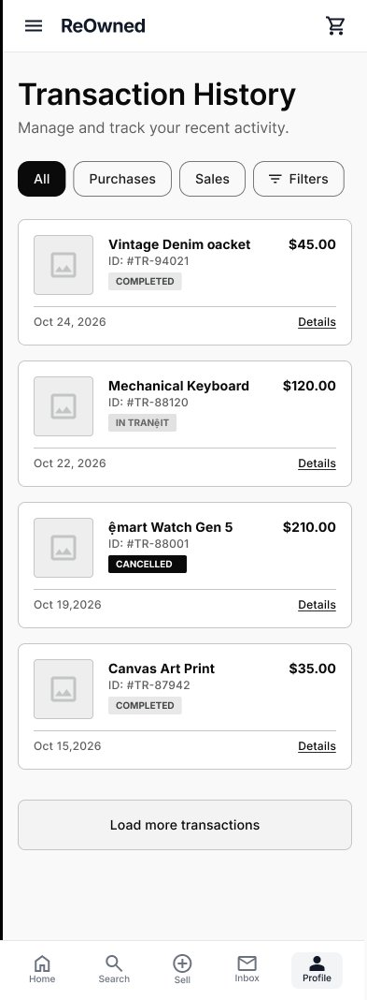 ReOwned
Transaction History
Manage and track your recent activity.
All Purchases Sales Filters
Vintage Denim oacket $45.00
ID: #TR-94021
COMPLETED
Oct 24, 2026 Details
Mechanical Keyboard $120.00
ID: #TR-88120
IN TRANệIT
Oct 22, 2026 Details
ệmart Watch Gen 5 $210.00
ID: #TR-88001
CANCELLED
Oct 19,2026 Details
Canvas Art Print $35.00
ID: #TR-87942
COMPLETED
Oct 15,2026 Details
Load more transactions
Home Search Sell Inbox Profile